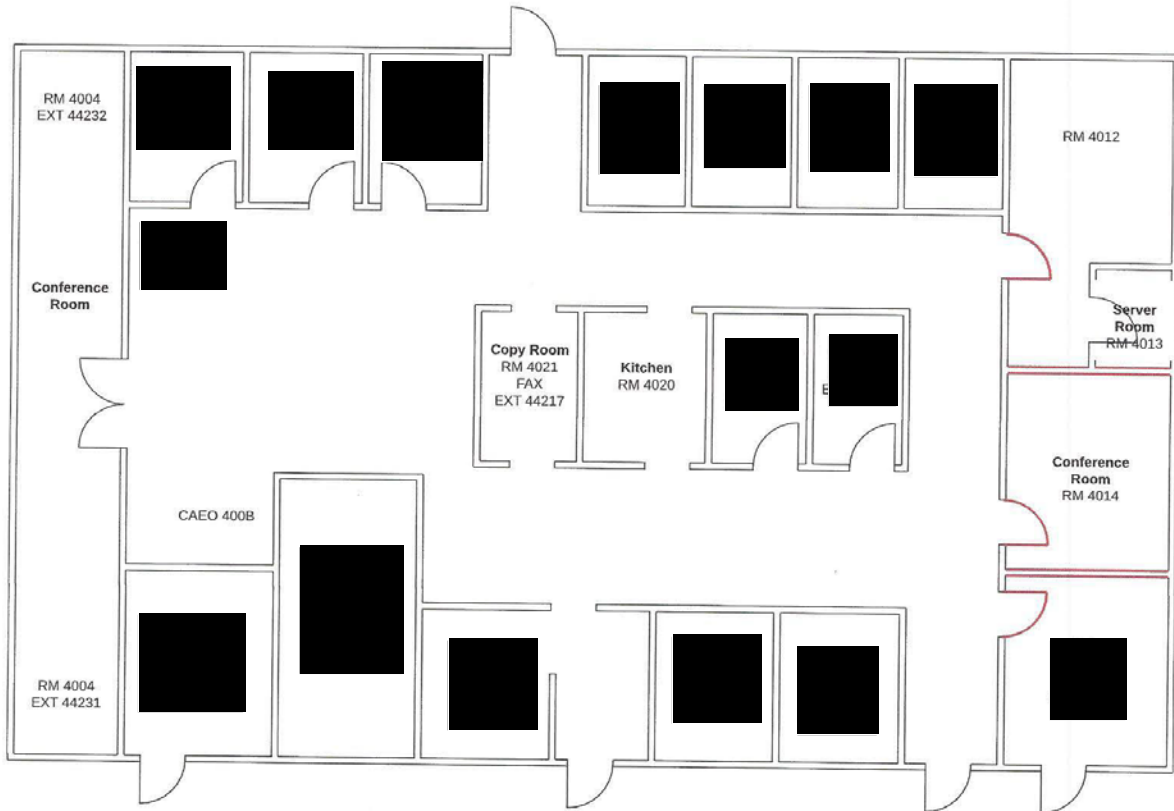 RM 4004
EXT 44232
RM 4012
Conference
Room
Server
Room
RM 4013
Copy Room
RM 4021
FAX
EXT 44217
Kitchen
RM 4020
E
Conference
Room
RM 4014
CAEO 400B
RM 4004
EXT 44231